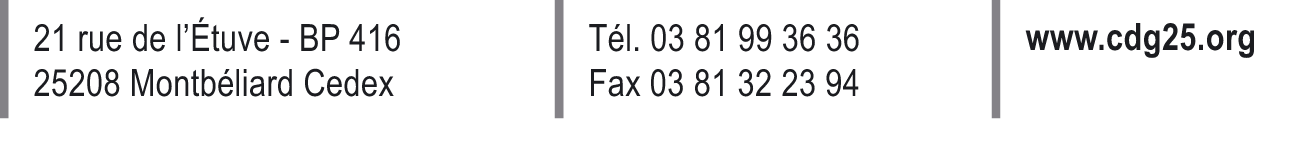 21 rue de l’Étuve - BP 416
25208 Montbéliard Cedex
Tél. 03 81 99 36 36
Fax 03 81 32 23 94
www.cdg25.org